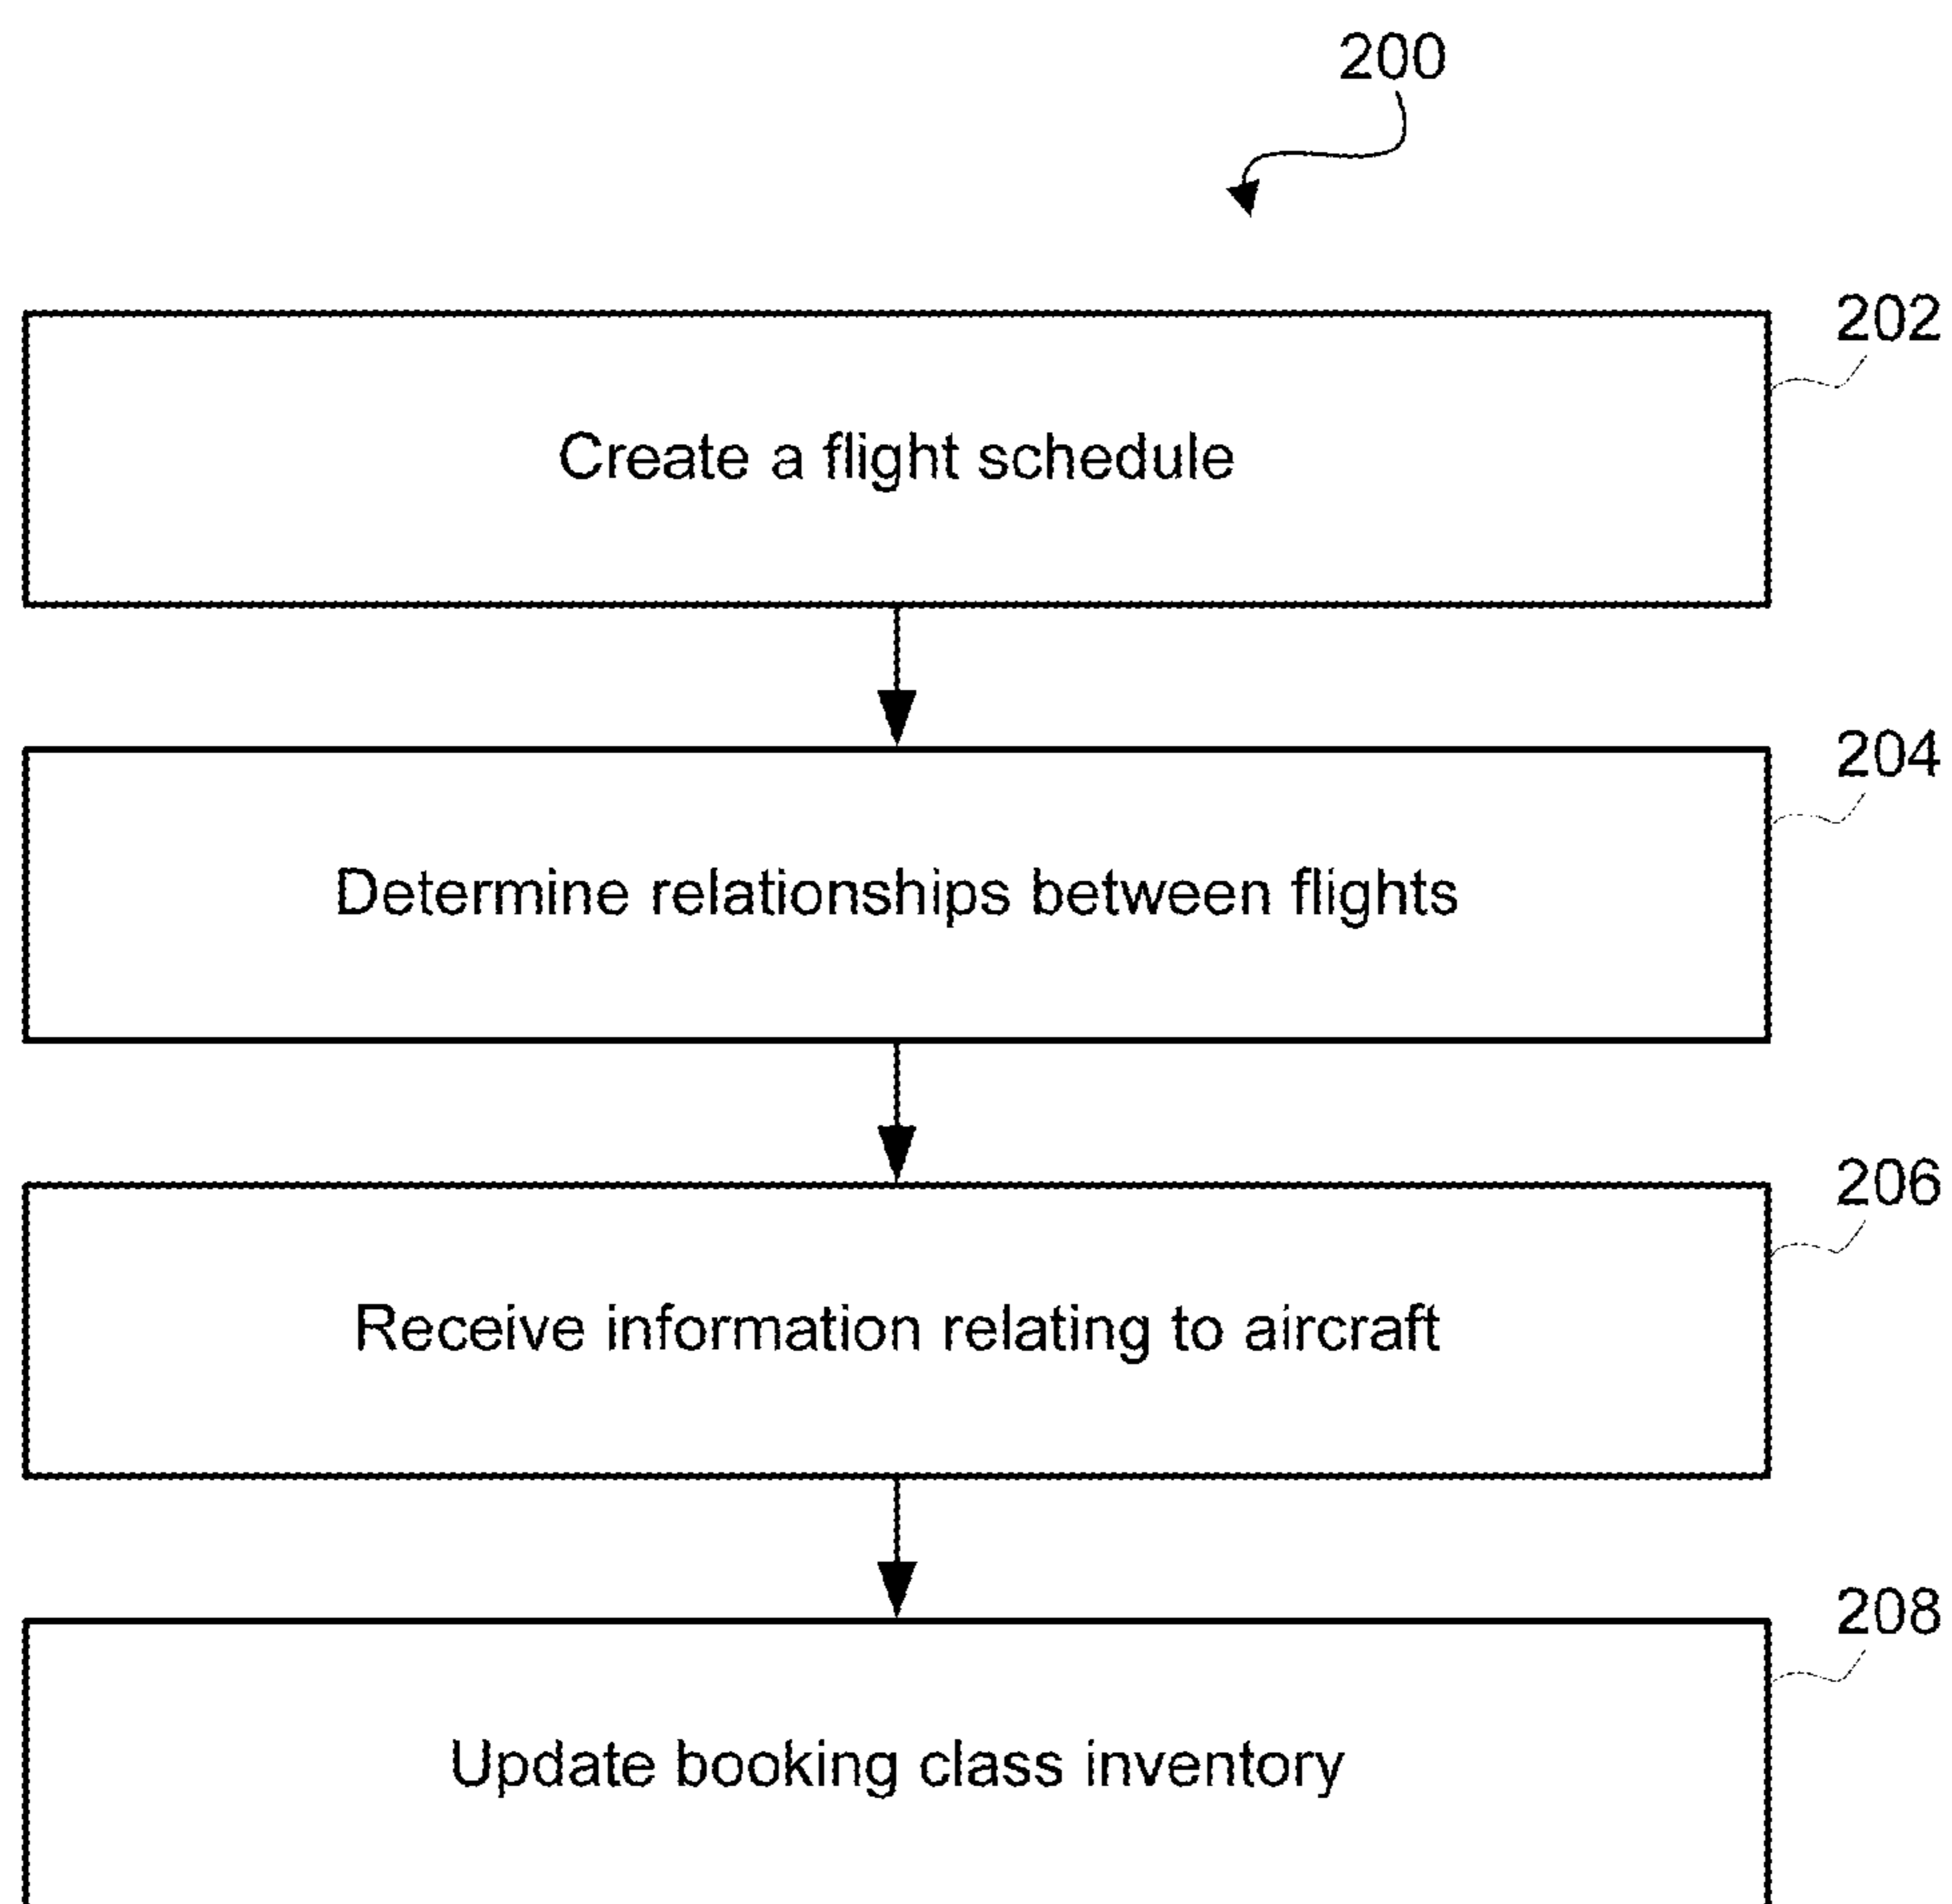 200
202
Create a flight schedule
204
Determine relationships between flights
206
Receive information relating to aircraft
208
Update booking class inventory